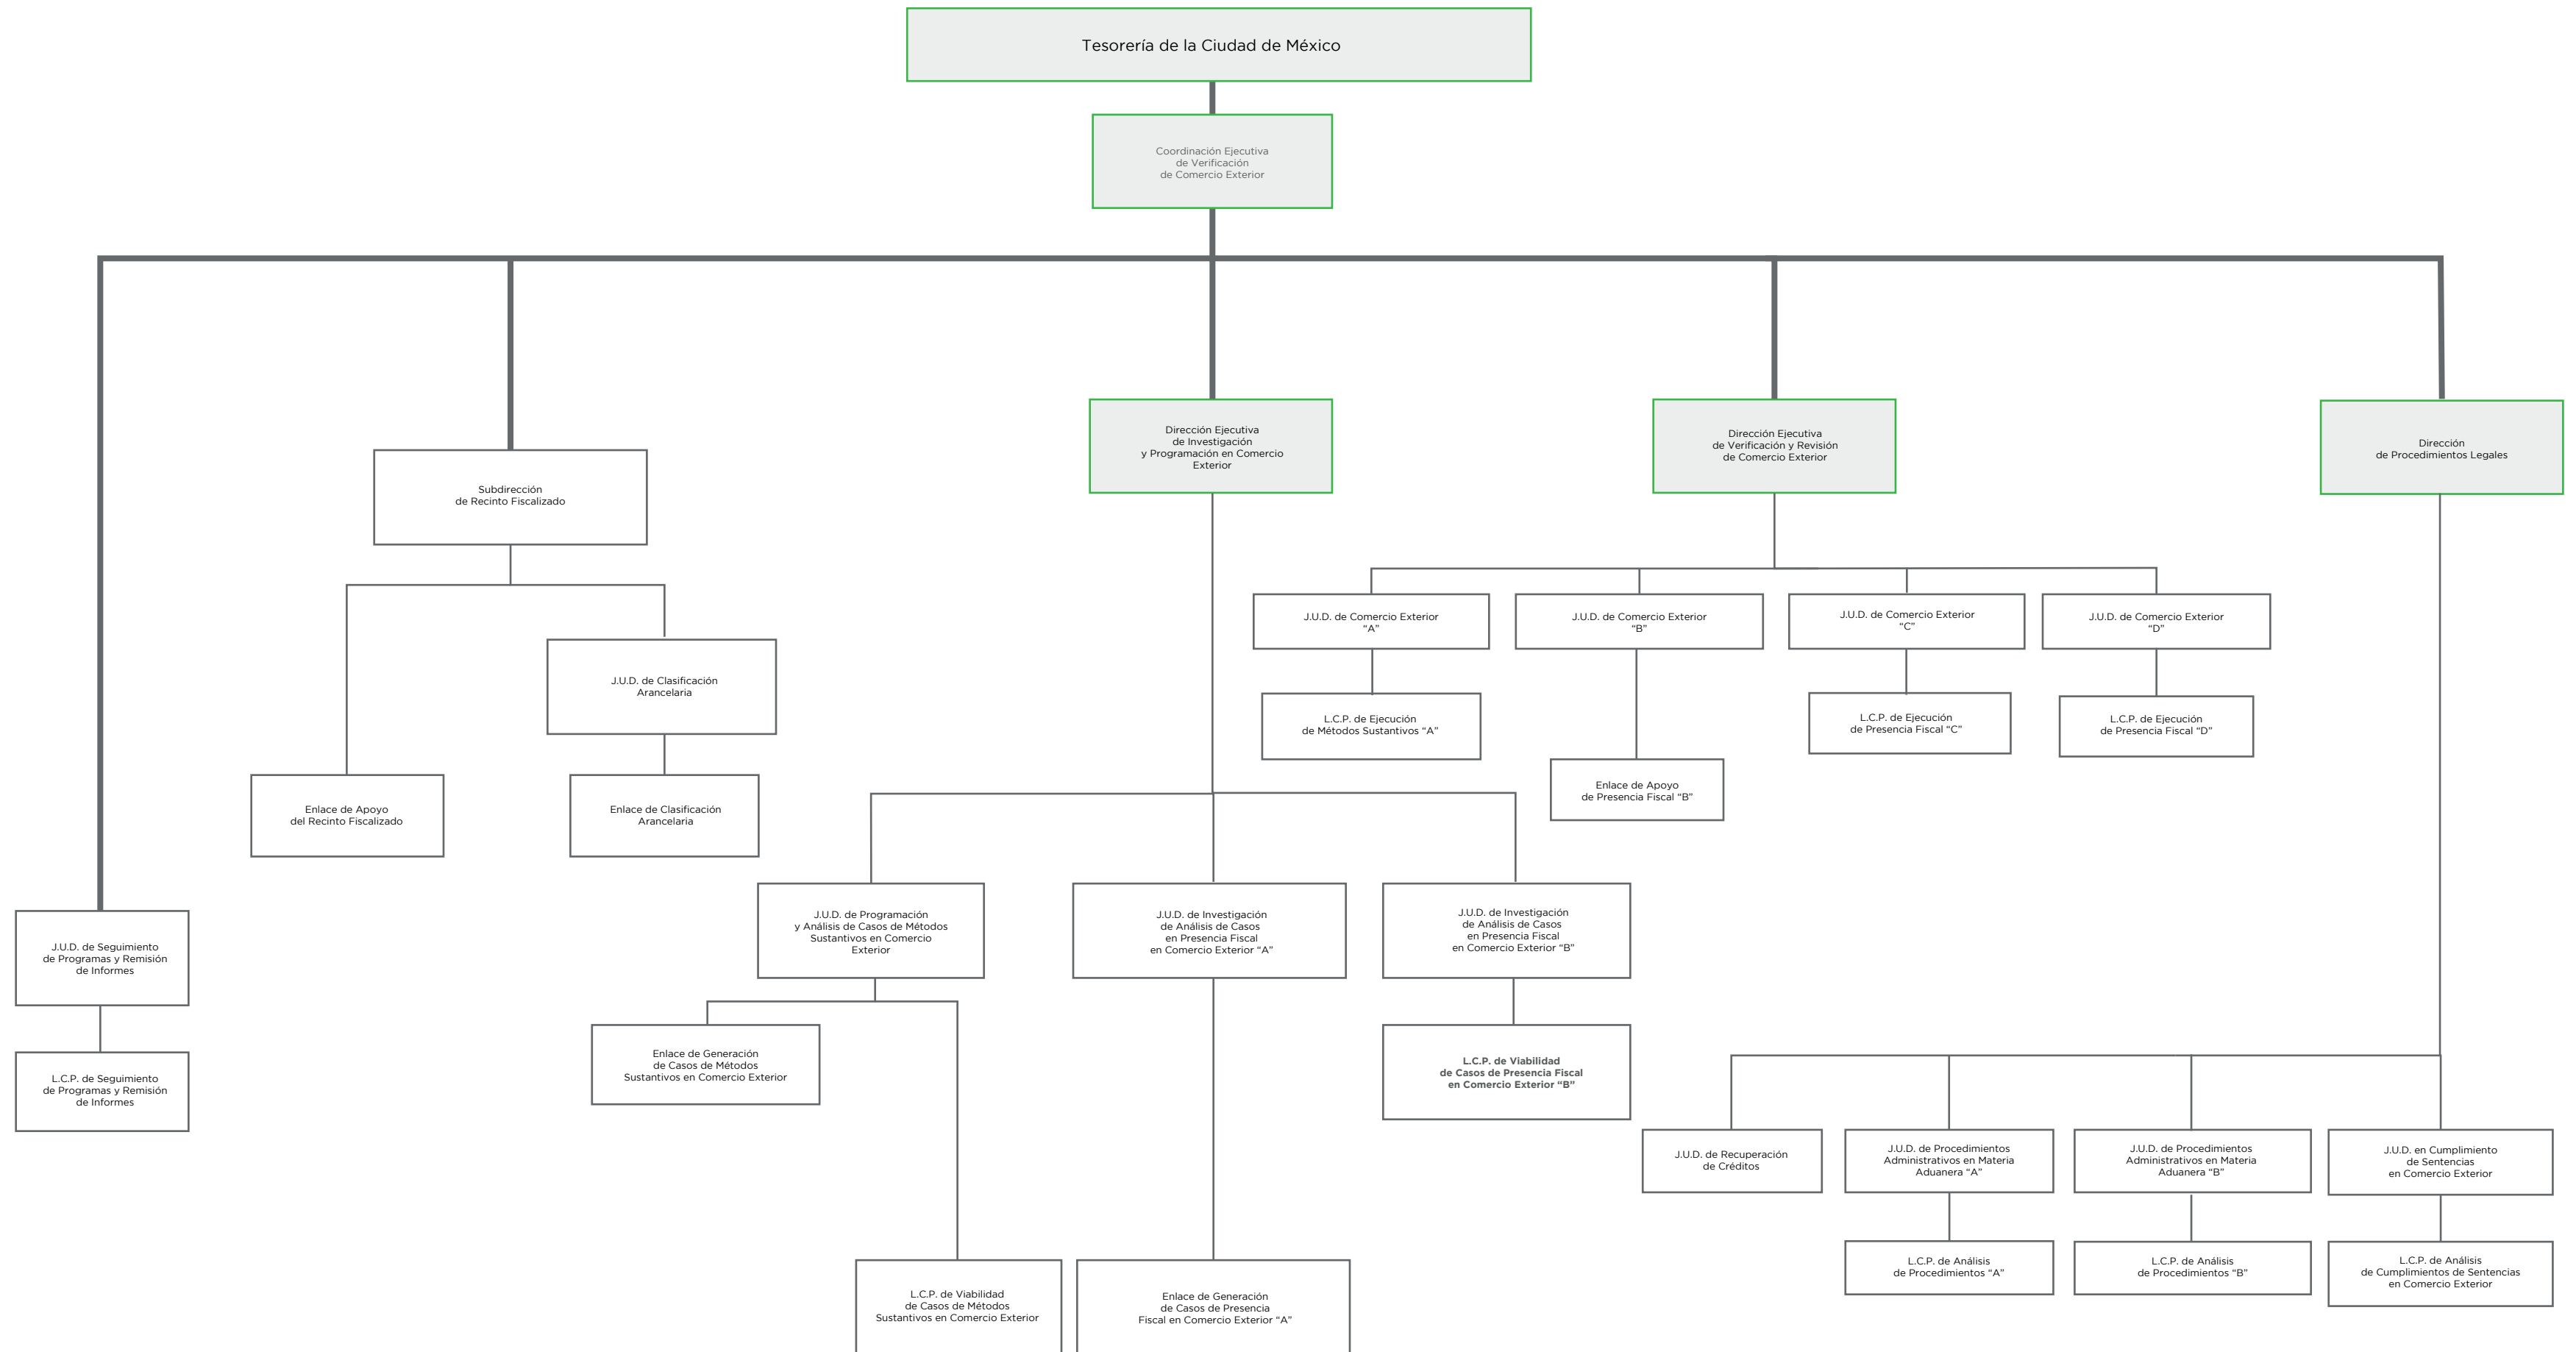 Tesorería de la Ciudad de México
Coordinación Ejecutiva
de Verificación
de Comercio Exterior
Subdirección
de Recinto Fiscalizado
Dirección Ejecutiva
de Investigación
y Programación en Comercio
Exterior
Dirección Ejecutiva
de Verificación y Revisión
de Comercio Exterior
Dirección
de Procedimientos Legales
J.U.D. de Comercio Exterior
“A”
J.U.D. de Comercio Exterior
“B”
J.U.D. de Comercio Exterior
“C”
J.U.D. de Comercio Exterior
“D”
J.U.D. de Clasificación
Arancelaria
L.C.P. de Ejecución
de Métodos Sustantivos “A”
L.C.P. de Ejecución
de Presencia Fiscal “C”
L.C.P. de Ejecución
de Presencia Fiscal “D”
Enlace de Apoyo
de Presencia Fiscal “B”
Enlace de Apoyo
del Recinto Fiscalizado
Enlace de Clasificación
Arancelaria
J.U.D. de Seguimiento
de Programas y Remisión
de Informes
J.U.D. de Programación
y Análisis de Casos de Métodos
Sustantivos en Comercio
Exterior
J.U.D. de Investigación
de Análisis de Casos
en Presencia Fiscal
en Comercio Exterior “A”
J.U.D. de Investigación
de Análisis de Casos
en Presencia Fiscal
en Comercio Exterior “B”
L.C.P. de Seguimiento
de Programas y Remisión
de Informes
Enlace de Generación
de Casos de Métodos
Sustantivos en Comercio Exterior
L.C.P. de Viabilidad
de Casos de Presencia Fiscal
en Comercio Exterior “B”
J.U.D. de Recuperación
de Créditos
J.U.D. de Procedimientos
Administrativos en Materia
Aduanera “A”
J.U.D. de Procedimientos
Administrativos en Materia
Aduanera “B”
J.U.D. en Cumplimiento
de Sentencias
en Comercio Exterior
L.C.P. de Viabilidad
de Casos de Métodos
Sustantivos en Comercio Exterior
Enlace de Generación
de Casos de Presencia
Fiscal en Comercio Exterior “A”
L.C.P. de Análisis
de Procedimientos “A”
L.C.P. de Análisis
de Procedimientos “B”
L.C.P. de Análisis
de Cumplimientos de Sentencias
en Comercio Exterior